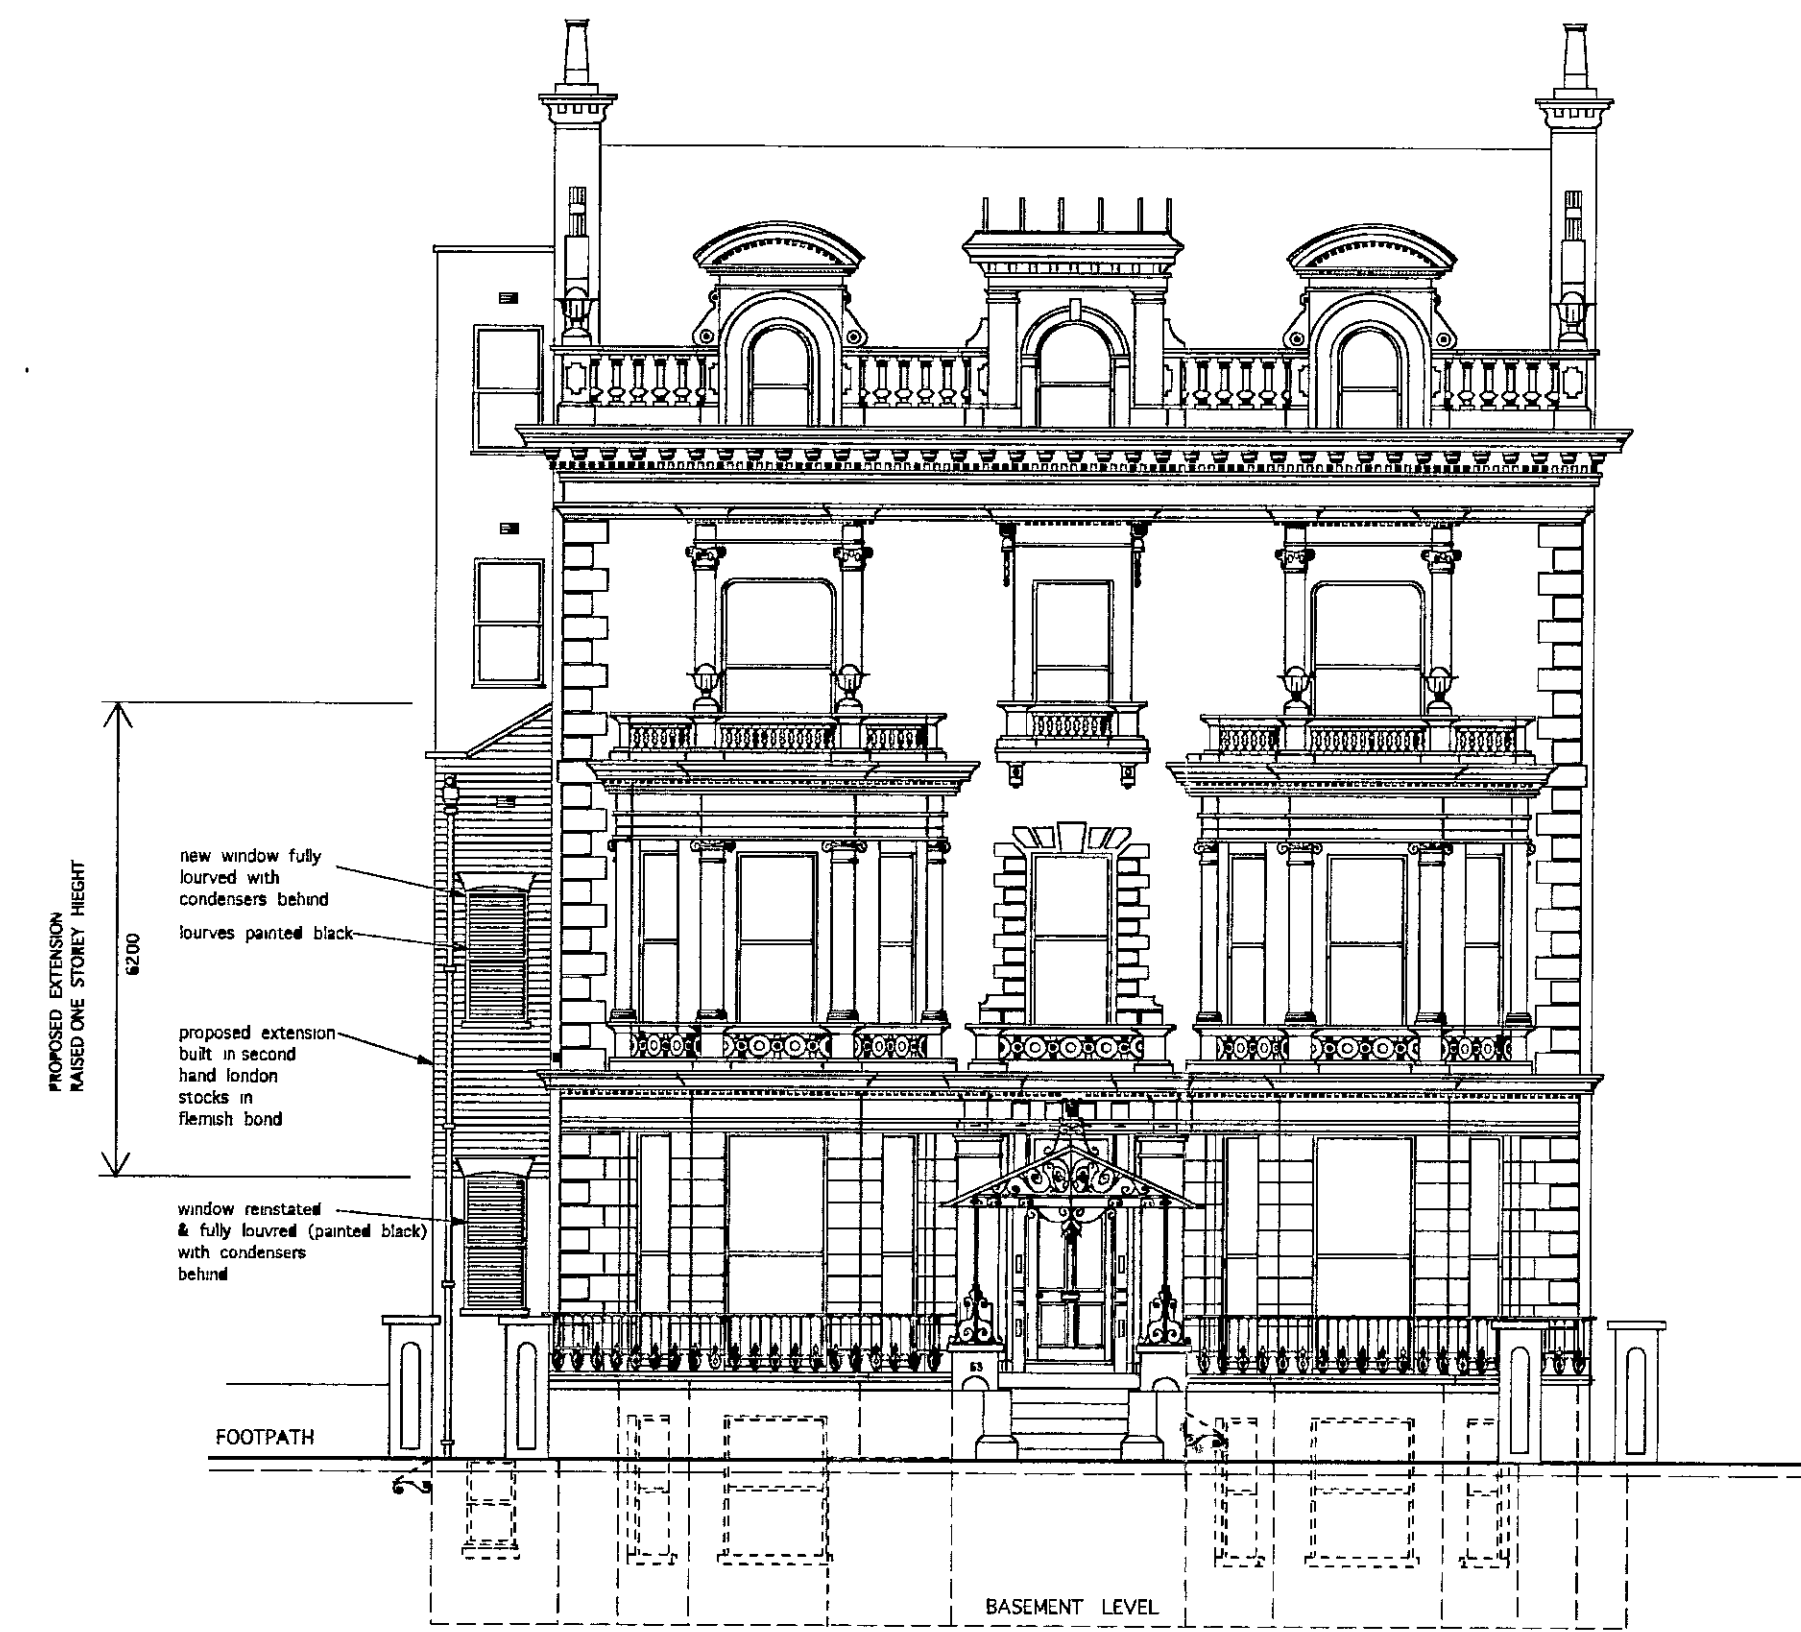 PROPOSED EXTENSION
RAISED ONE STOREY HIEGHT
6200
new window fully
lourved with
condensers behind
lourves painted black
proposed extension
built in second
hand london
stocks in
flemish bond
window reinstated
& fully louvred (painted black)
with condensers
behind
63
FOOTPATH
BASEMENT LEVEL